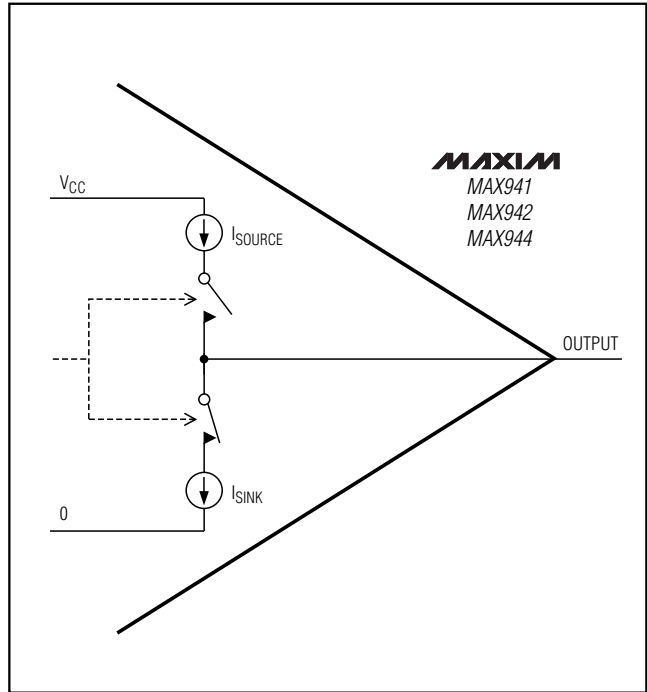 MAXIM
MAX941
MAX942
MAX944
VCC
ISOURCE
OUTPUT
ISINK
0